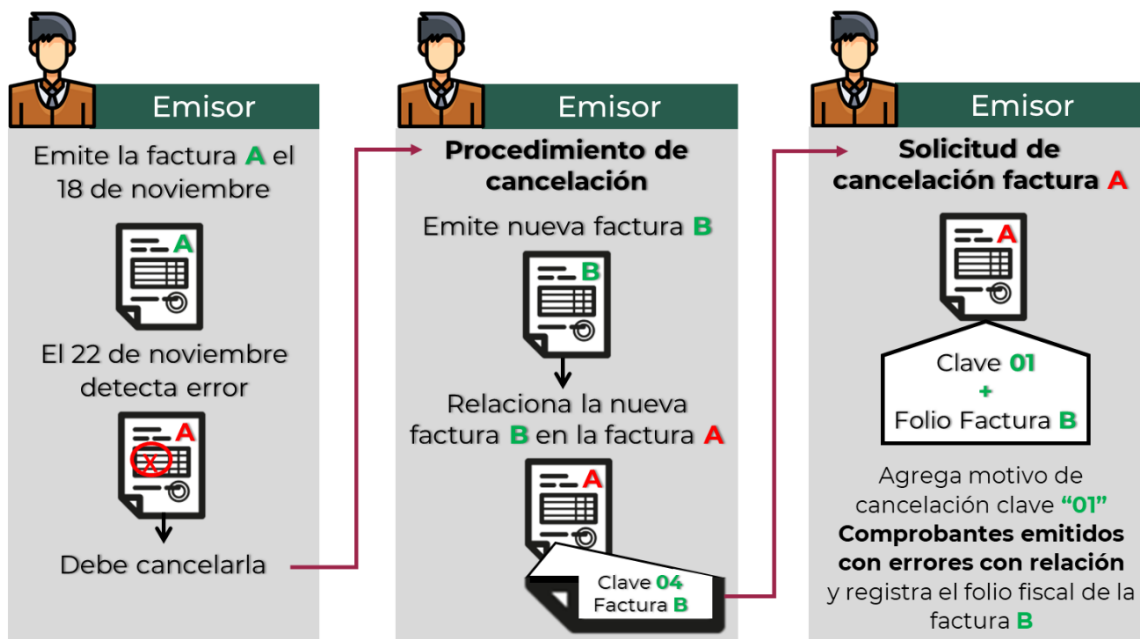 Emisor
Emite la factura A el
18 de noviembre
A
El 22 de noviembre
detecta error
A
X
Debe cancelarla
Emisor
Procedimiento de
cancelación
Emite nueva factura B
B
Relaciona la nueva
factura B en la factura A
A
Clave 04
Factura B
Emisor
Solicitud de
cancelación factura A
A
Clave 01
+
Folio Factura B
Agrega motivo de
cancelación clave “01”
Comprobantes emitidos
con errores con relación
y registra el folio fiscal de la
factura B